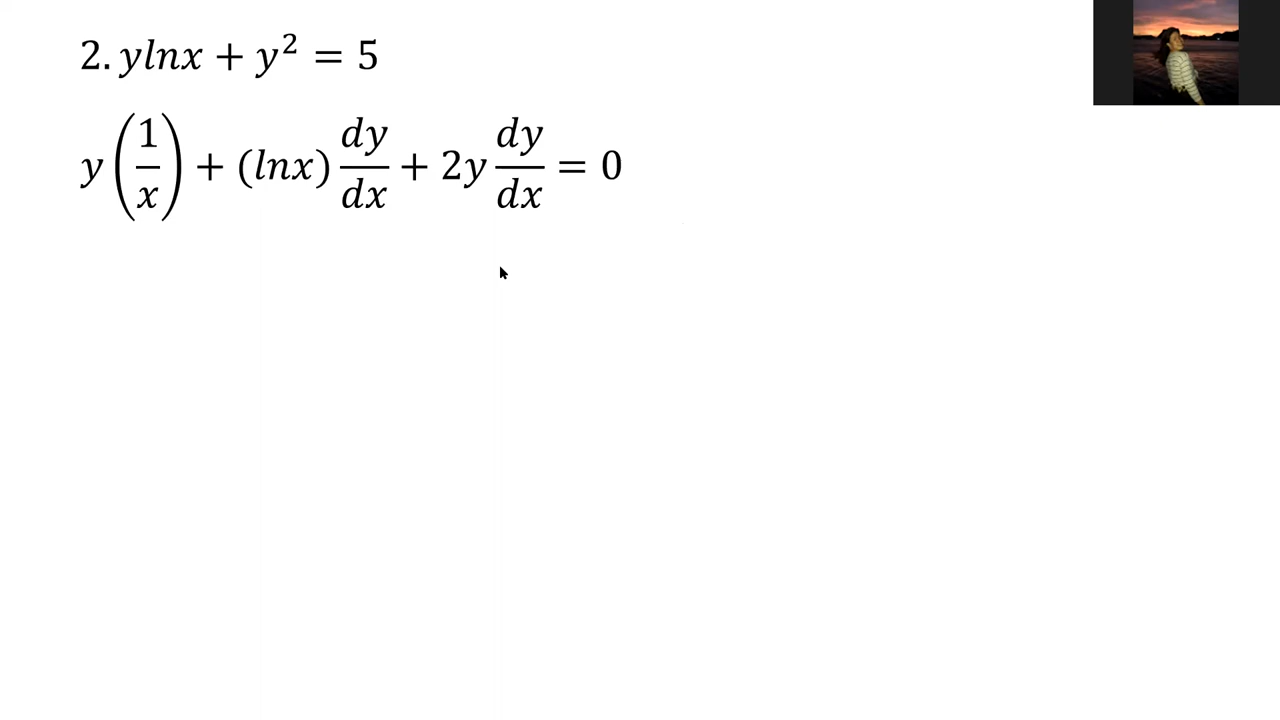 2. ylnx + y² = 5
y(1/x) + (lnx) dy/dx + 2y dy/dx = 0